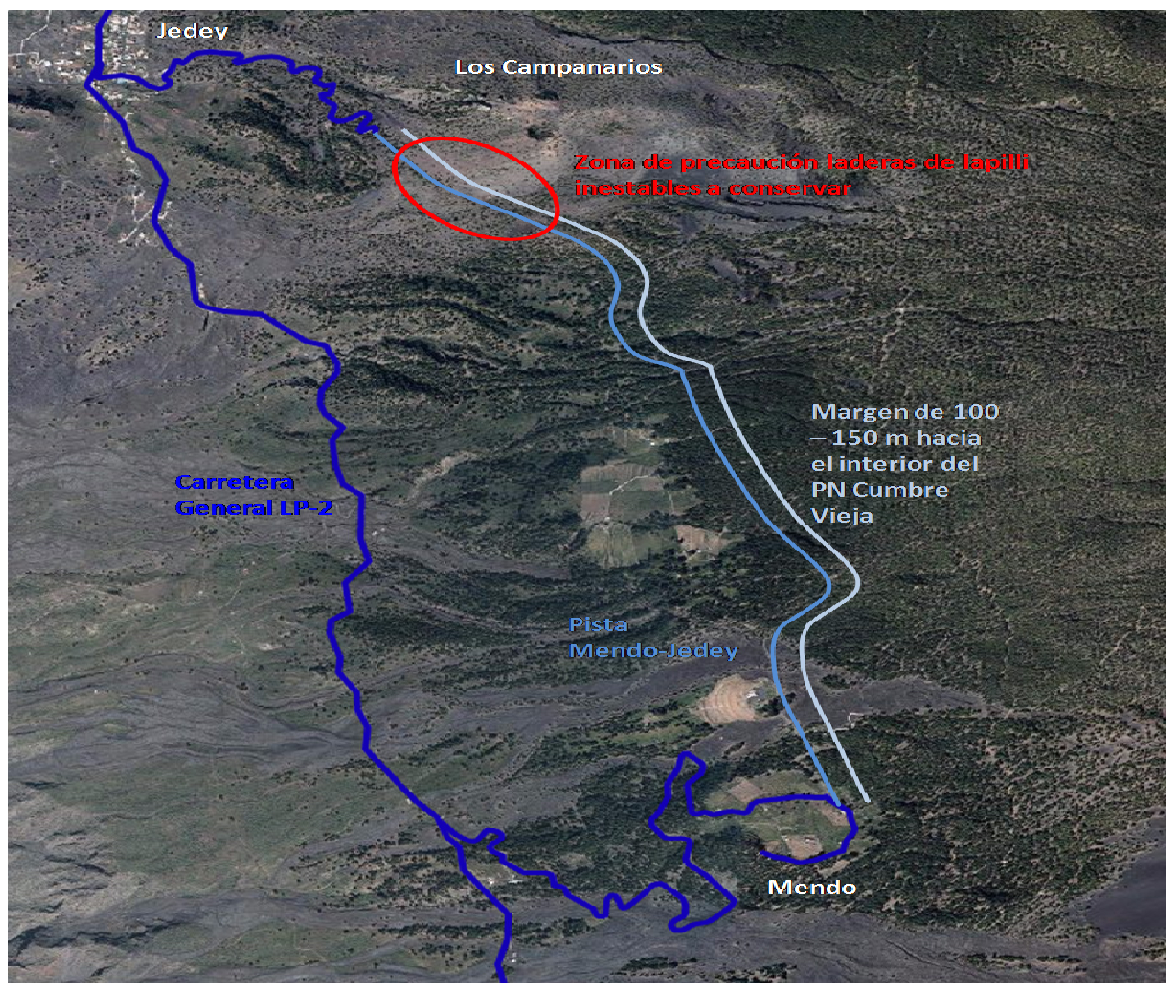 Jedey
Los Campanarios
Zona de precaución laderas de lapilli
inestables a conservar
Margen de 100
–150 m hacia
el interior del
PN Cumbre
Vieja
Carretera
General LP-2
Pista
Mendo-Jedey
Mendo